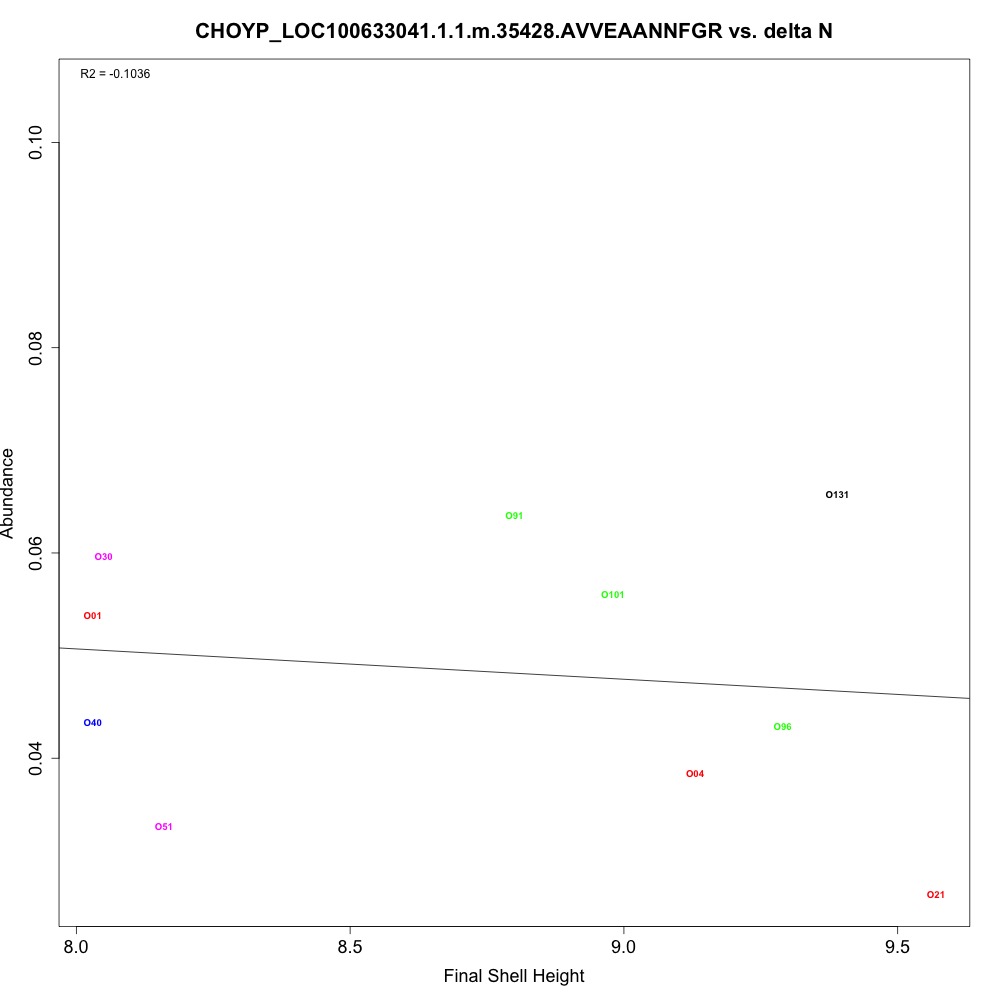 CHOYP_LOC100633041.1.1.m.35428.AVVEAANNFGR vs. delta N
R2 = -0.1036
0.10
0.08
0.06
0.04
Abundance
O131
O91
O30
O101
O01
O40
O96
O04
O51
O21
8.0 8.5 9.0 9.5
Final Shell Height